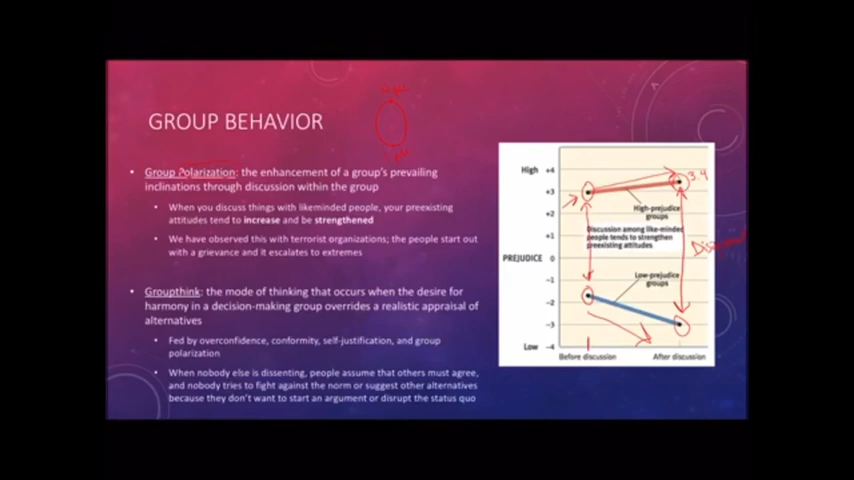 GROUP BEHAVIOR
• Group Polarization: the enhancement of a group's prevailing
inclinations through discussion within the group
• When you discuss things with likeminded people, your preexisting
attitudes tend to increase and be strengthened
• We have observed this with terrorist organizations; the people start out
with a grievance and it escalates to extremes
• Groupthink: the mode of thinking that occurs when the desire for
harmony in a decision-making group overrides a realistic appraisal of
alternatives
• Fed by overconfidence, conformity, self-justification, and group
polarization
• When nobody else is dissenting, people assume that others must agree,
and nobody tries to fight against the norm or suggest other alternatives
because they don't want to start an argument or disrupt the status quo
High +4
+3
+2
+1
PREJUDICE 0
−1
−2
−3
Low −4
3.4
High-prejudice
groups
Discussion among like-minded
people tends to strengthen
preexisting attitudes
Low-prejudice
groups
Before discussion After discussion